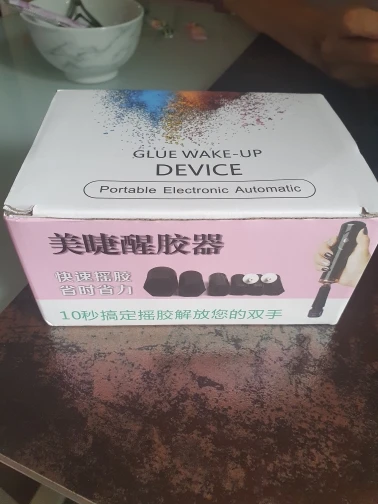 GLUE WAKE-UP
DEVICE
Portable Electronic Automatic
美睫醒胶器
快速摇胶
省时省力
10秒搞定摇胶解放您的双手